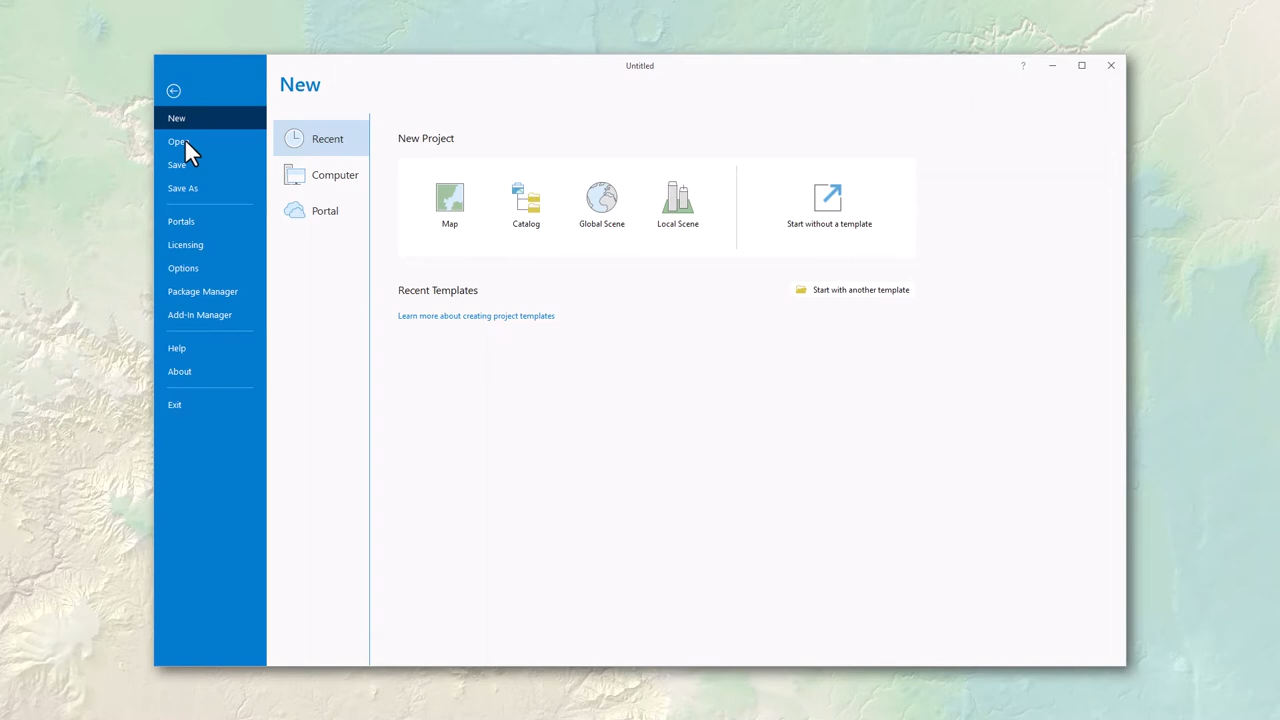 Untitled
?
New
New
Open
Save
Save As
Portals
Licensing
Options
Package Manager
Add-In Manager
Help
About
Exit
Recent
Computer
Portal
New Project
Map
Catalog
Global Scene
Local Scene
Start without a template
Recent Templates
Start with another template
Learn more about creating project templates